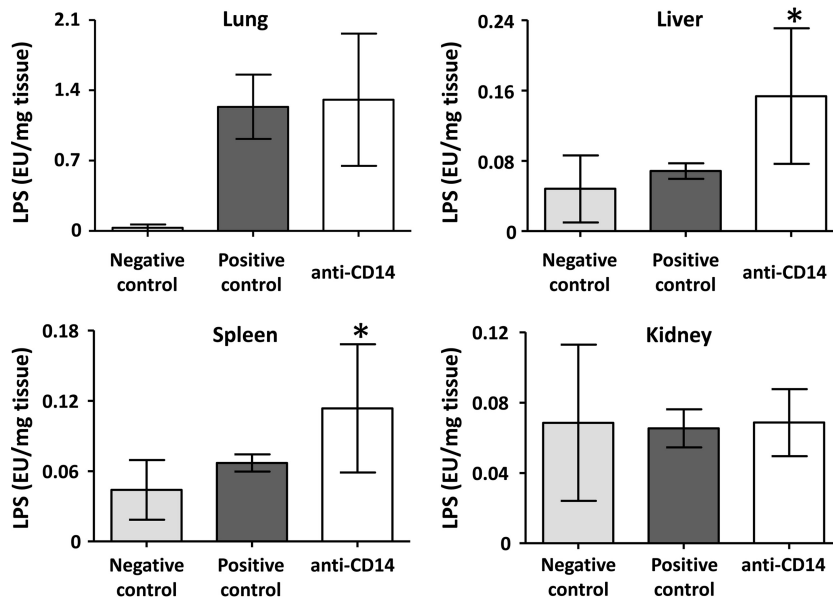 Lung
LPS (EU/mg tissue)
2.1
1.4
0.7
0
Negative control
Positive control
anti-CD14
Liver
*
LPS (EU/mg tissue)
0.24
0.16
0.08
0
Negative control
Positive control
anti-CD14
Spleen
*
LPS (EU/mg tissue)
0.18
0.12
0.06
0
Negative control
Positive control
anti-CD14
Kidney
LPS (EU/mg tissue)
0.12
0.08
0.04
0
Negative control
Positive control
anti-CD14